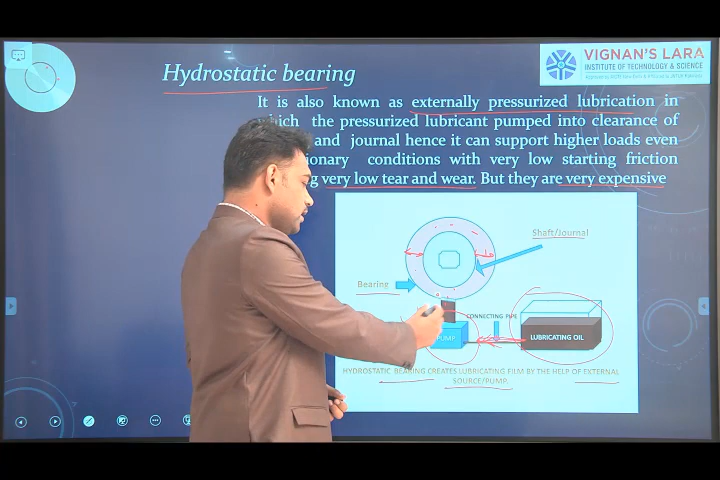 Hydrostatic bearing
VIGNAN'S LARA
INSTITUTE OF TECHNOLOGY & SCIENCE
It is also known as externally pressurized lubrication in
which the pressurized lubricant pumped into clearance of
and journal hence it can support higher loads even
conditions with very low starting friction
very low tear and wear. But they are very expensive
Shaft/Journal
Bearing
CONNECTING PIPE
PUMP
LUBRICATING OIL
HYDROSTATIC BEARING CREATES LUBRICATING FILM BY THE HELP OF EXTERNAL
SOURCE/PUMP.